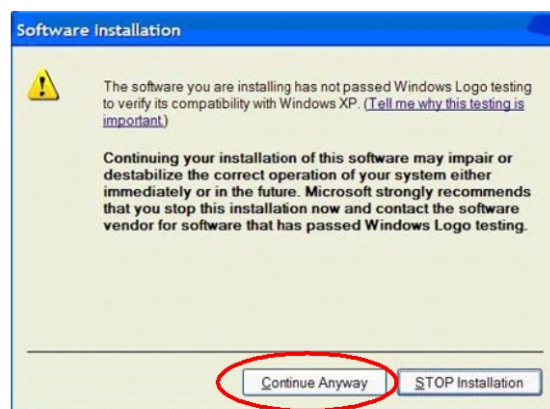 Software Installation
The software you are installing has not passed Windows Logo testing
to verify its compatibility with Windows XP. (Tell me why this testing is
important.)
Continuing your installation of this software may impair or
destabilize the correct operation of your system either
immediately or in the future. Microsoft strongly recommends
that you stop this installation now and contact the software
vendor for software that has passed Windows Logo testing.
Continue Anyway STOP Installation